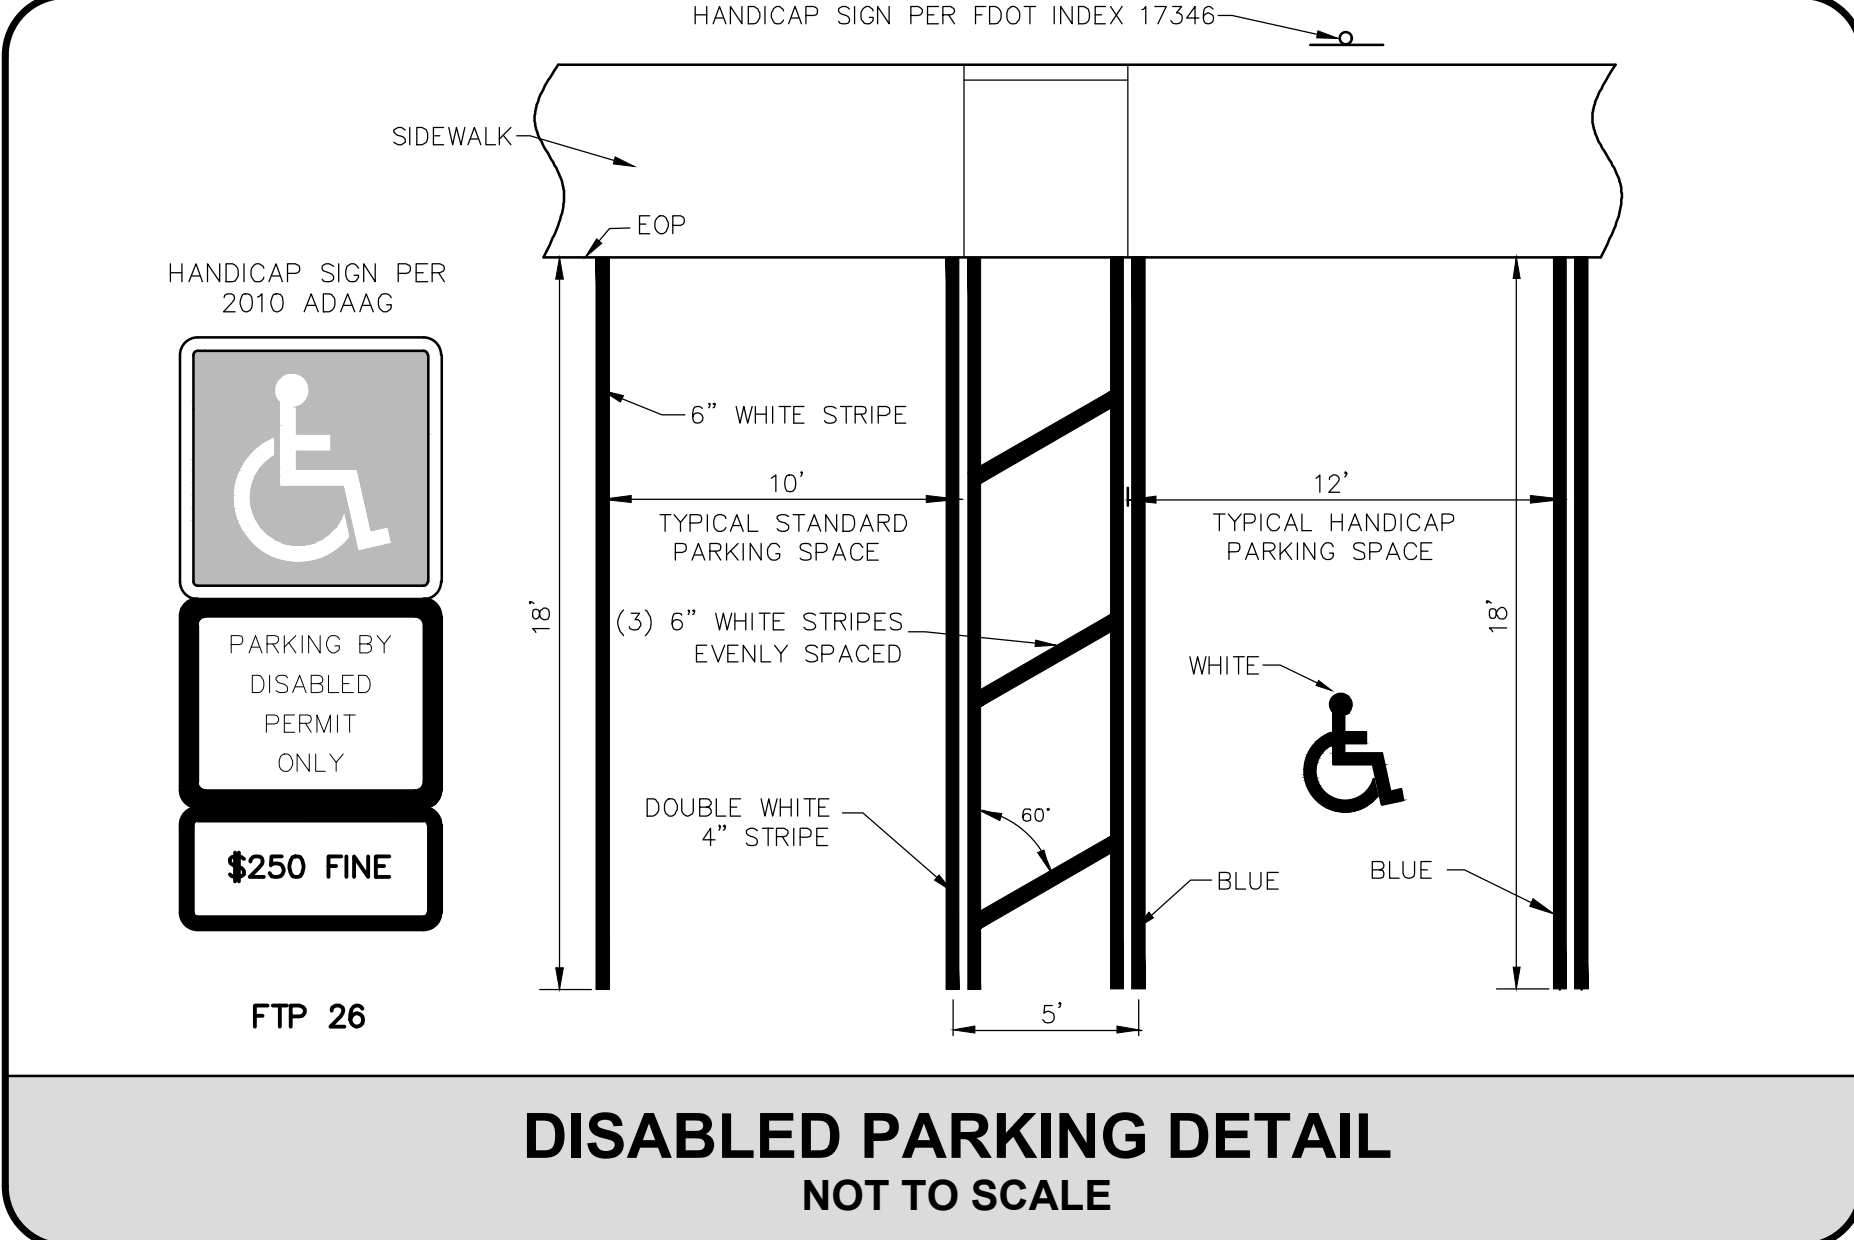 HANDICAP SIGN PER FDOT INDEX 17346
SIDEWALK
EOP
HANDICAP SIGN PER
2010 ADAAG
PARKING BY
DISABLED
PERMIT
ONLY
$250 FINE
FTP 26
6" WHITE STRIPE
10'
TYPICAL STANDARD
PARKING SPACE
12'
TYPICAL HANDICAP
PARKING SPACE
18'
(3) 6" WHITE STRIPES
EVENLY SPACED
18'
WHITE
DOUBLE WHITE
4" STRIPE
60°
BLUE
BLUE
5'
DISABLED PARKING DETAIL
NOT TO SCALE